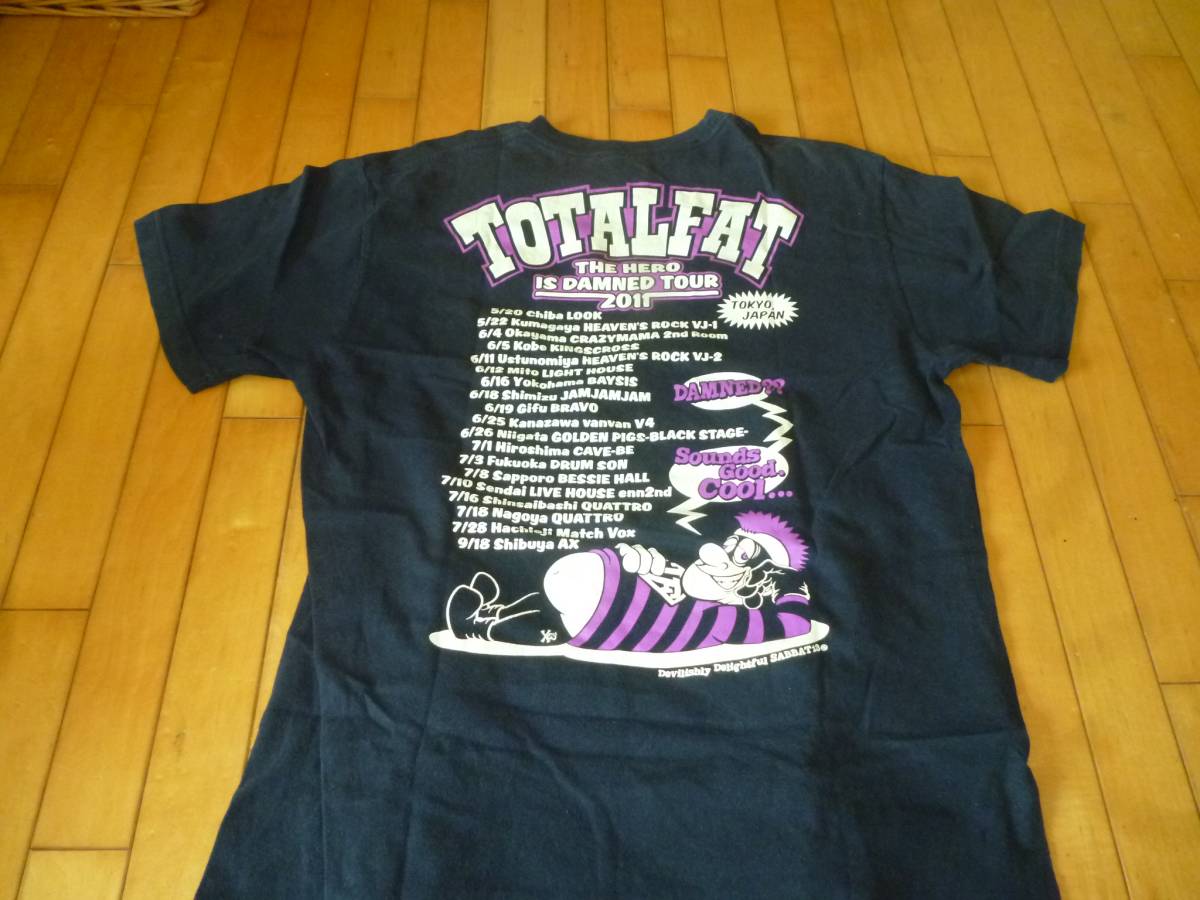 TOTALFAT
THE HERO
IS DAMNED TOUR
2011
TOKYO,
JAPAN
5/20 Chiba LOOK
5/22 Kumagaya HEAVEN'S ROCK VJ-1
6/4 Okayama CRAZYMAMA 2nd Room
6/5 Kobe KINGSCROSS
6/11 Ustunomiya HEAVEN'S ROCK VJ-2
6/12 Mito LIGHT HOUSE
6/16 Yokohama BAYSIS
6/18 Shimizu JAMJAMJAM
6/19 Gifu BRAVO
6/25 Kanazawa vanvan V4
6/26 Niigata GOLDEN PIGS-BLACK STAGE-
7/1 Hiroshima CAVE-BE
7/3 Fukuoka DRUM SON
7/8 Sapporo BESSIE HALL
7/10 Sendai LIVE HOUSE enn2nd
7/16 Shinsaibashi QUATTRO
7/18 Nagoya QUATTRO
7/28 Hachioji Match Vox
9/18 Shibuya AX
DAMNED??
Sounds
Good.
Cool...
Devilishly Delightful SABBAT13